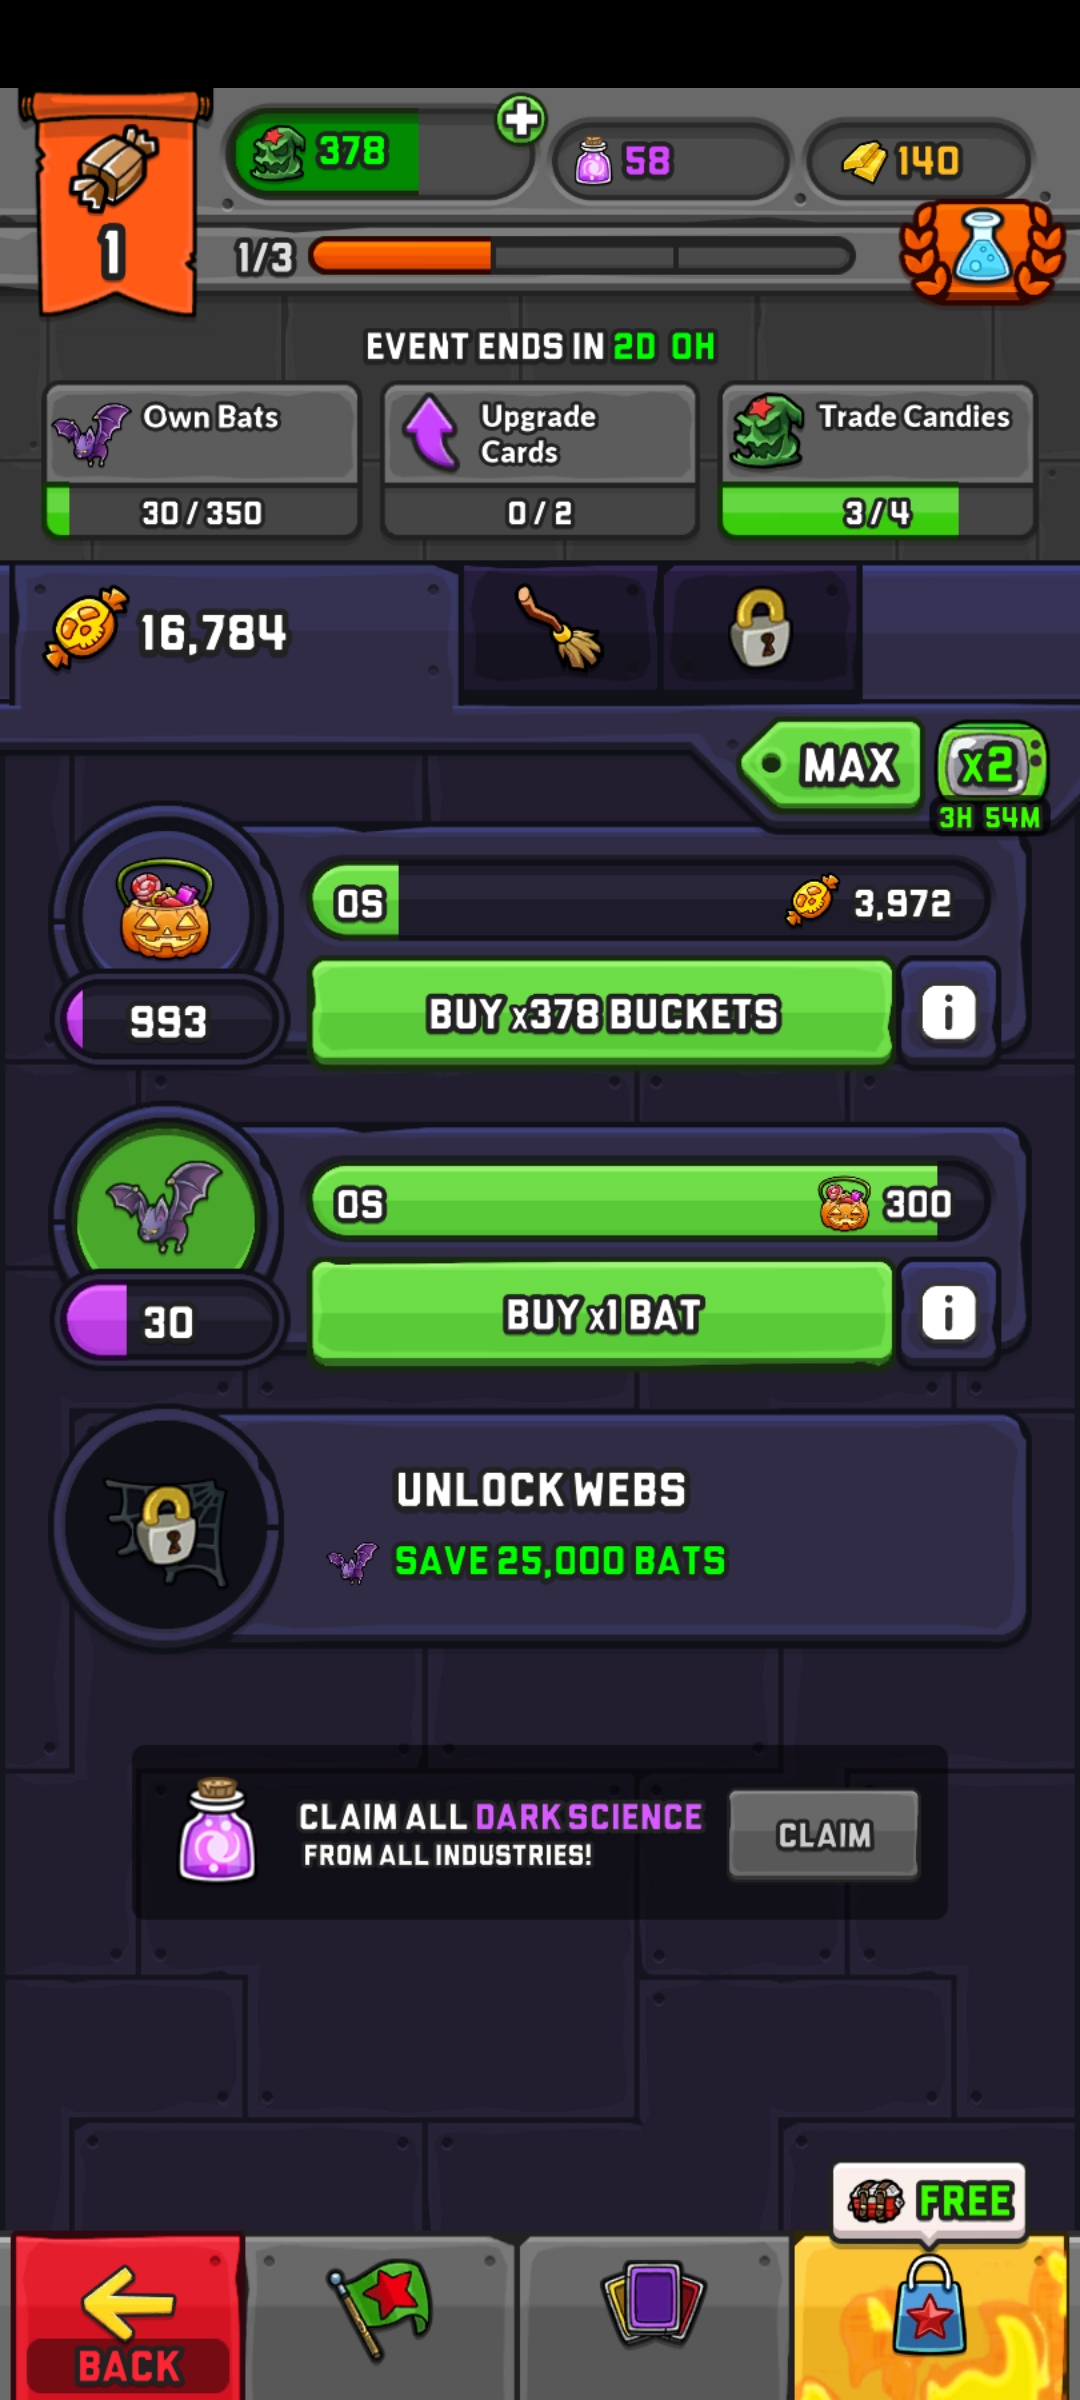 378
58
140
1
1/3
EVENT ENDS IN 2D 0H
Own Bats
Upgrade
Cards
Trade Candies
30/350
0/2
3/4
16,784
MAX
x2
3H 54M
0S
3,972
993
BUY x378 BUCKETS
i
0S
300
30
BUY x1 BAT
i
UNLOCK WEBS
SAVE 25,000 BATS
CLAIM ALL DARK SCIENCE
FROM ALL INDUSTRIES!
CLAIM
FREE
BACK